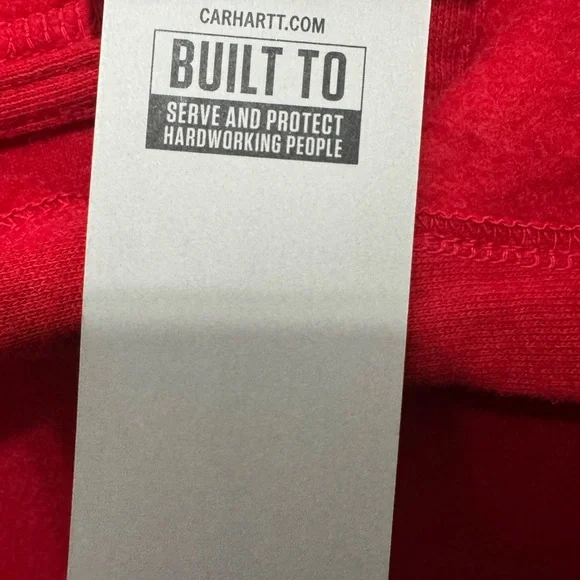 CARHARTT.COM
BUILT TO
SERVE AND PROTECT
HARDWORKING PEOPLE